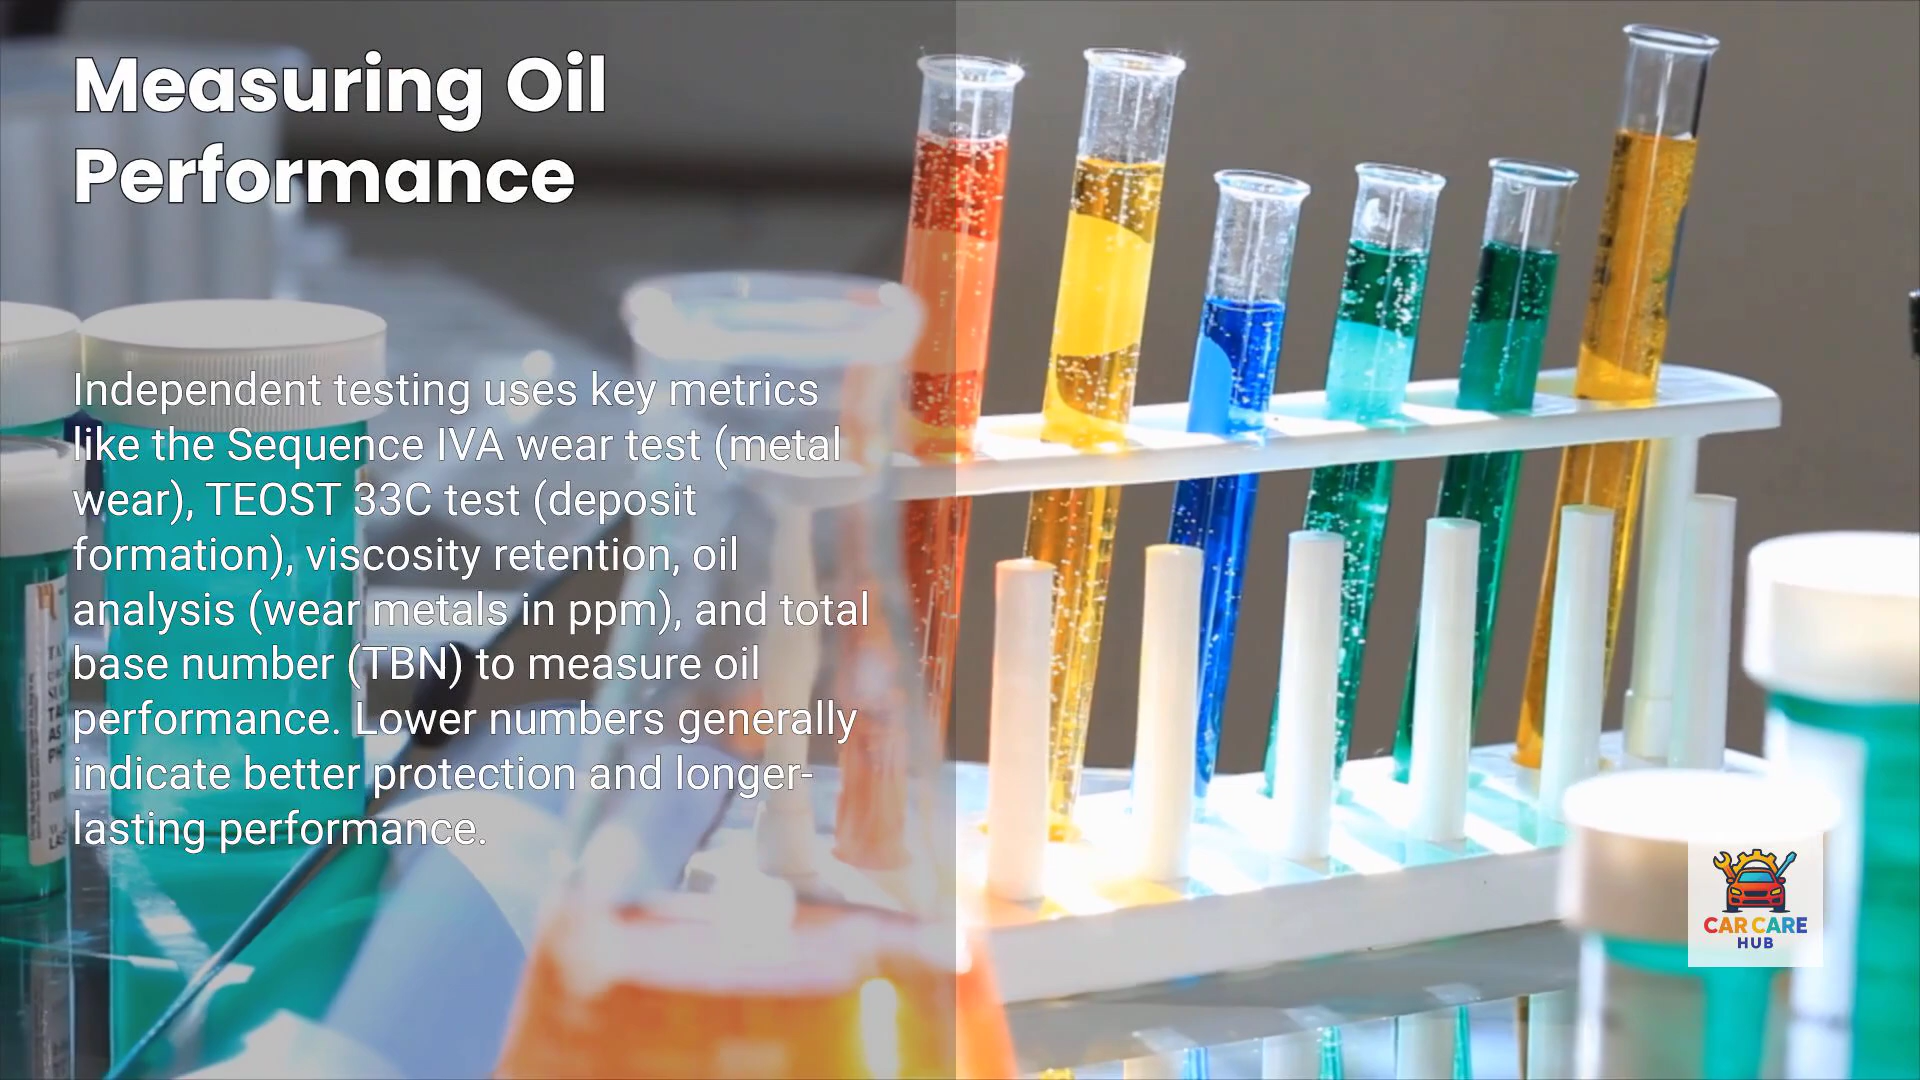 Measuring Oil
Performance
Independent testing uses key metrics
like the Sequence IVA wear test (metal
wear), TEOST 33C test (deposit
formation), viscosity retention, oil
analysis (wear metals in ppm), and total
base number (TBN) to measure oil
performance. Lower numbers generally
indicate better protection and longer-
lasting performance.
CAR CARE
HUB